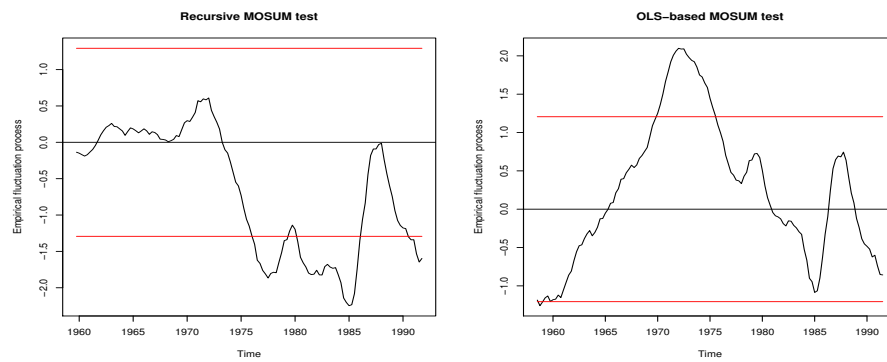 Recursive MOSUM test
Empirical fluctuation process
1.0
0.5
0.0
−0.5
−1.0
−1.5
−2.0
1960 1965 1970 1975 1980 1985 1990
Time
OLS−based MOSUM test
Empirical fluctuation process
2.0
1.5
1.0
0.5
0.0
−0.5
−1.0
1960 1965 1970 1975 1980 1985 1990
Time